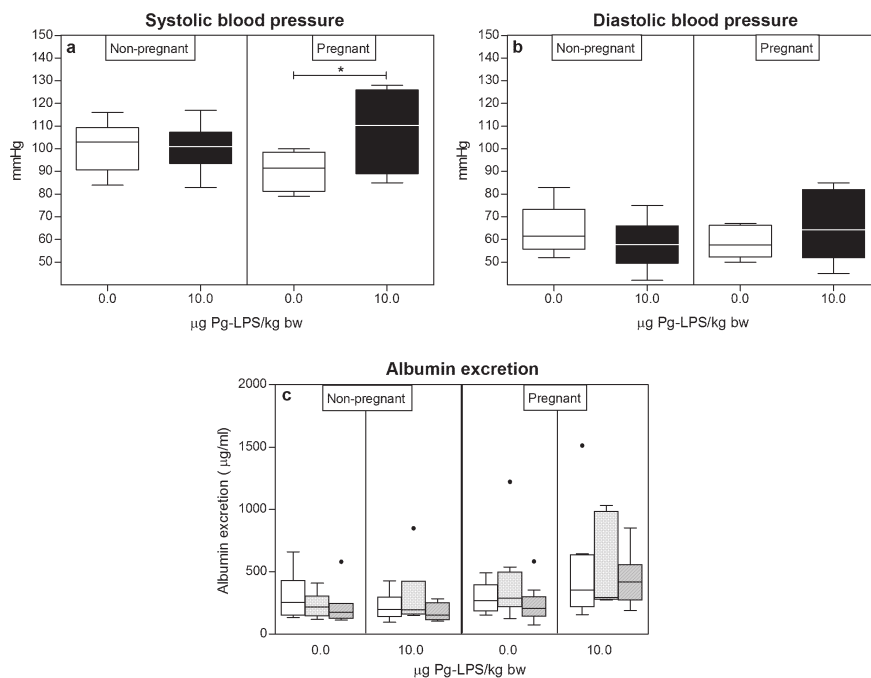 Systolic blood pressure
a
Non-pregnant
Pregnant
*
150
140
130
120
110
100
90
80
70
60
50
mmHg
0.0
10.0
0.0
10.0
μg Pg-LPS/kg bw
Diastolic blood pressure
b
Non-pregnant
Pregnant
150
140
130
120
110
100
90
80
70
60
50
mmHg
0.0
10.0
0.0
10.0
μg Pg-LPS/kg bw
Albumin excretion
c
Non-pregnant
Pregnant
2000
1500
1000
500
0
Albumin excretion ( μg/ml)
0.0
10.0
0.0
10.0
μg Pg-LPS/kg bw